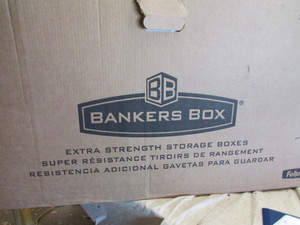 BB
BANKERS BOX®
EXTRA STRENGTH STORAGE BOXES
SUPER RÉSISTANCE TIROIRS DE RANGEMENT
RESISTENCIA ADICIONAL GAVETAS PARA GUARDAR